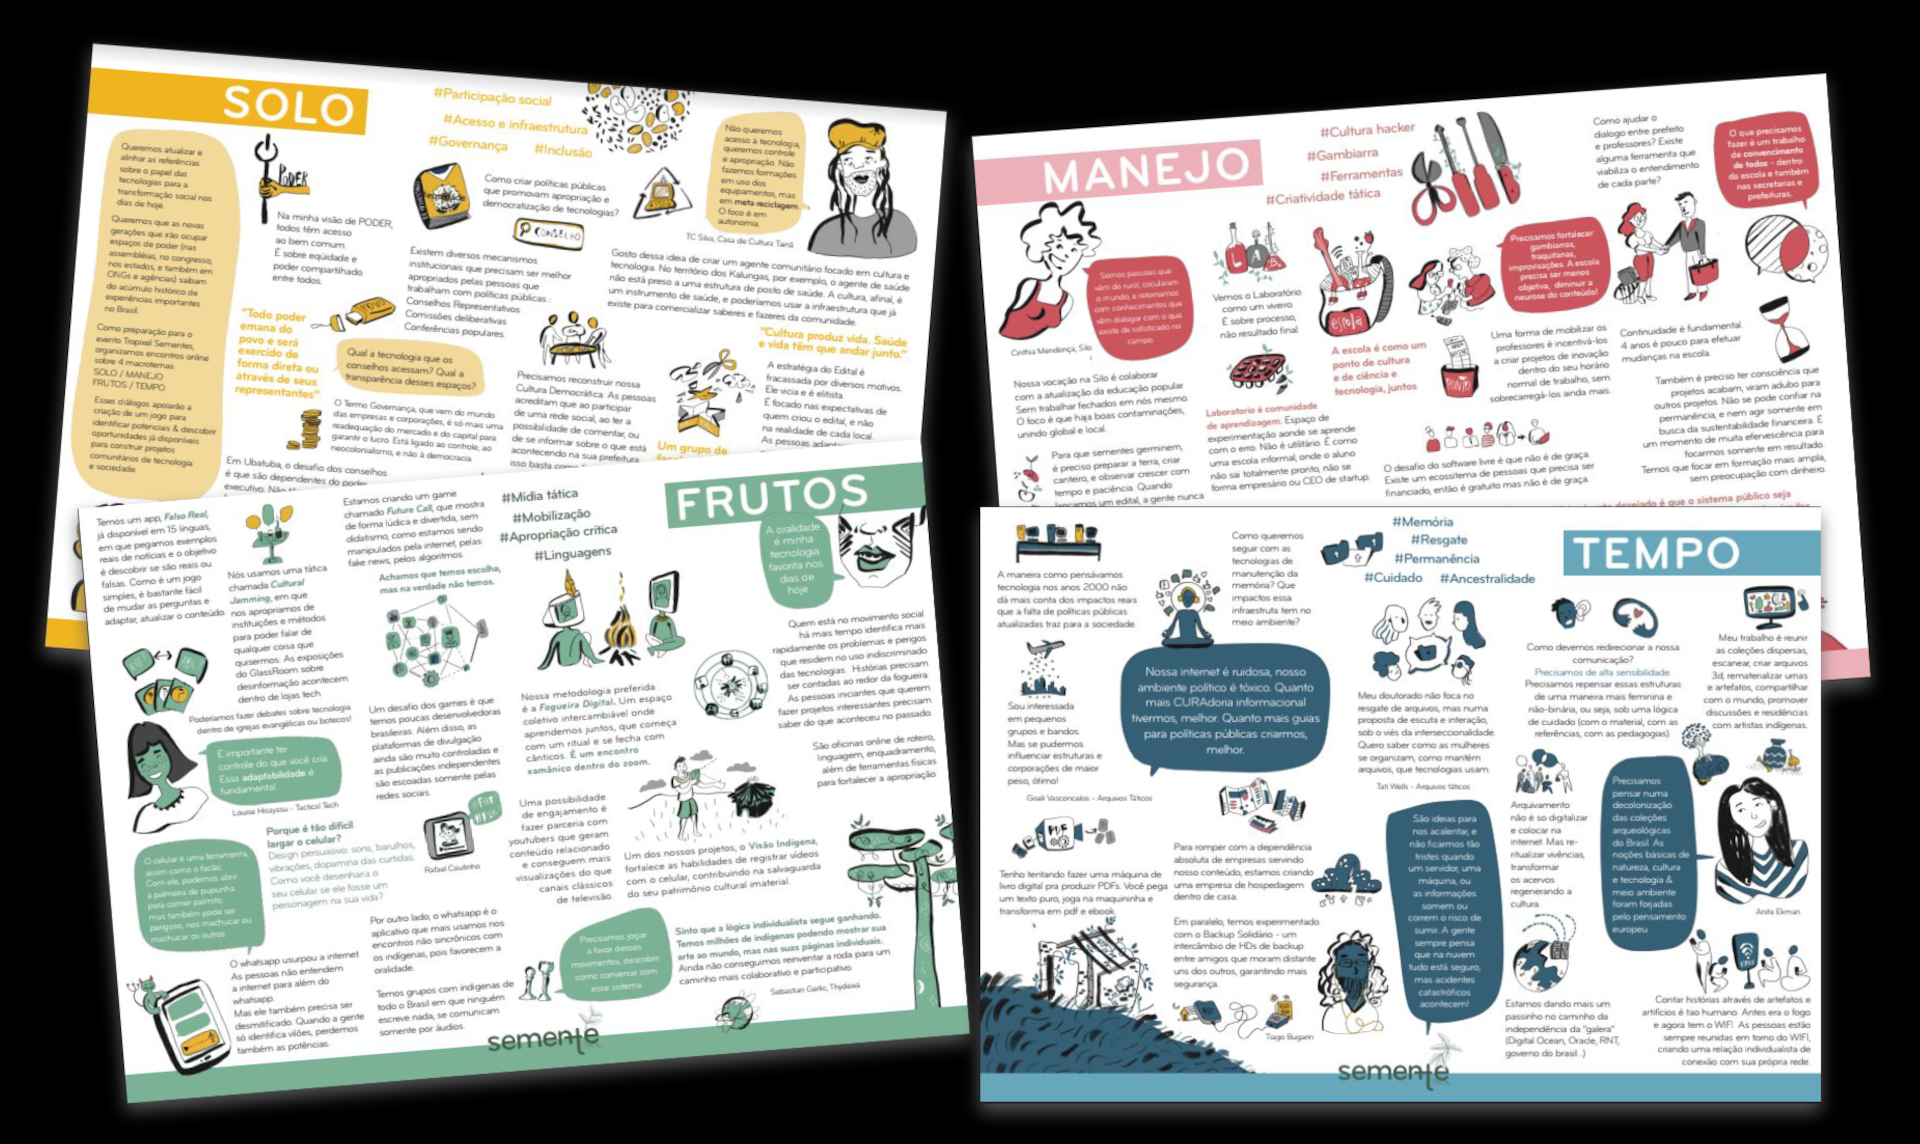 SOLO
#Participação social
#Acesso e infraestrutura
#Governança #Inclusão
Queremos atualizar e
alinhar as referências
sobre o papel das
tecnologias para a
transformação social nos
dias de hoje.
Queremos que as novas
gerações que irão ocupar
espaços de poder (nas
assembléias, no congresso,
nos estados, e também em
ONGs e agências) saibam
do acúmulo histórico de
experiências importantes
no Brasil.
Como preparação para o
evento Tropixel Sementes,
organizamos encontros online
sobre 4 macrotemas:
SOLO / MANEJO
FRUTOS / TEMPO
Esses diálogos apoiarão a
criação de um jogo para
identificar potenciais & descobrir
oportunidades já disponíveis
para construir projetos
comunitários de tecnologia
e sociedade.
PODER
Na minha visão de PODER,
todos têm acesso
ao bem comum.
É sobre eqüidade e
poder compartilhado
entre todos.
"Todo poder
emana do
povo e será
exercido de
forma direta ou
através de seus
representantes"
POVO
Como criar políticas públicas
que promovam apropriação e
democratização de tecnologias?
CONSELHO
Existem diversos mecanismos
institucionais que precisam ser melhor
apropriados pelas pessoas que
trabalham com políticas públicas :
Conselhos Representativos
Comissões deliberativas
Conferências populares.
Qual a tecnologia que os
conselhos acessam? Qual a
transparência desses espaços?
O Termo Governança, que vem do mundo
das empresas e corporações, é só mais uma
readequação do mercado e do capital para
garantir o lucro. Está ligado ao controle, ao
neocolonialismo, e não à democracia.
Em Ubatuba, o desafio dos conselhos
é que são dependentes do poder
executivo.
Não queremos
acesso à tecnologia,
queremos controle
e apropriação. Não
fazemos formações
em uso dos
equipamentos, mas
em meta reciclagem.
O foco é em
autonomia
TC Silva, Casa de Cultura Tainã
Gosto dessa ideia de criar um agente comunitário focado em cultura e
tecnologia. No território dos Kalungas, por exemplo, o agente de saúde
não está preso a uma estrutura de posto de saúde. A cultura, afinal, é
um instrumento de saúde, e poderíamos usar a infraestrutura que já
existe para comercializar saberes e fazeres da comunidade.
"Cultura produz vida. Saúde
e vida têm que andar junto."
Precisamos reconstruir nossa
Cultura Democrática. As pessoas
acreditam que ao participar
de uma rede social, ao ter a
possibilidade de comentar, ou
de se informar sobre o que está
acontecendo na sua prefeitura,
isso basta
A estratégia do Edital é
fracassada por diversos motivos.
Ele vicia e é elitista.
É focado nas expectativas de
quem criou o edital, e não
na realidade de cada local.
As pessoas
Um grupo de
MANEJO
#Cultura hacker
#Gambiarra
#Ferramentas
#Criatividade tática
Somos pessoas que
vêm do rural, circularam
o mundo, e retornamos
com conhecimentos que
vêm dialogar com o que
existe de sofisticado no
campo.
Cinthia Mendonça, Silo
Nossa vocação na Silo é colaborar
com a atualização da educação popular.
Sem trabalhar fechados em nós mesmo.
O foco é que haja boas contaminações,
unindo global e local.
Para que sementes germinem,
é preciso preparar a terra, criar
canteiro, e observar crescer com
tempo e paciência. Quando
lançamos um edital, a gente nunca
LAB
Vemos o Laboratório
como um viveiro.
É sobre processo,
não resultado final.
Laboratório é comunidade
de aprendizagem. Espaço de
experimentação aonde se aprende
com o erro. Não é utilitário. É como
uma escola informal, onde o aluno
não sai totalmente pronto, não se
forma empresário ou CEO de startup.
escola
A escola é como um
ponto de cultura
e de ciência e
tecnologia, juntos.
Precisamos fortalecer
gambiarras,
traquitanas,
improvisações. A escola
precisa ser menos
objetiva, diminuir a
neurose do conteúdo!
PONTO
Uma forma de mobilizar os
professores é incentivá-los
a criar projetos de inovação
dentro do seu horário
normal de trabalho, sem
sobrecarregá-los ainda mais.
O desafio do software livre é que não é de graça.
Existe um ecossistema de pessoas que precisa ser
financiado, então é gratuito mas não é de graça.
Como ajudar o
dialogo entre prefeito
e professores? Existe
alguma ferramenta que
viabiliza o entendimento
de cada parte?
O que precisamos
fazer é um trabalho
de convencimento
de todos - dentro
da escola e também
nas secretarias e
prefeituras.
Continuidade é fundamental.
4 anos é pouco para efetuar
mudanças na escola.
Também é preciso ter consciência que
projetos acabam, viram adubo para
outros projetos. Não se pode confiar na
permanência, e nem agir somente em
busca da sustentabilidade financeira. É
um momento de muita efervescência para
focarmos somente em resultado.
Temos que focar em formação mais ampla,
sem preocupação com dinheiro.
desejado é que o sistema público seja
FRUTOS
#Mídia tática
#Mobilização
#Apropriação crítica
#Linguagens
Temos um app, Falso Real,
já disponível em 15 línguas,
em que pegamos exemplos
reais de notícias e o objetivo
é descobrir se são reais ou
falsas. Como é um jogo
simples, é bastante fácil
de mudar as perguntas e
adaptar, atualizar o conteúdo.
Nós usamos uma tática
chamada Cultural
Jamming, em que
nos apropriamos de
instituições e métodos
para poder falar de
qualquer coisa que
quisermos. As exposições
do GlassRoom sobre
desinformação acontecem
dentro de lojas tech.
Poderíamos fazer debates sobre tecnologia
dentro de igrejas evangélicas ou botecos!
É importante ter
controle do que você cria.
Essa adaptabilidade é
fundamental.
Louise Hisayasu - Tactical Tech
Porque é tão difícil
largar o celular?
Design persuasivo: sons, barulhos,
vibrações, dopamina das curtidas.
Como você desenharia o
seu celular se ele fosse um
personagem na sua vida?
O celular é uma ferramenta,
assim como o facão.
Com ele, podemos abrir
a palmeira de pupunha
para comer palmito,
mas também pode ser
perigoso, nos machucar ou
machucar os outros.
O whatsapp usurpou a internet
As pessoas não entendem
a internet para além do
whatsapp.
Mas ele também precisa ser
desmitificado. Quando a gente
só identifica vilões, perdemos
também as potências.
Estamos criando um game
chamado Future Call, que mostra
de forma lúdica e divertida, sem
didatismo, como estamos sendo
manipulados pela internet, pelas
fake news, pelos algoritmos.
Achamos que temos escolha,
mas na verdade não temos.
Um desafio dos games é que
temos poucas desenvolvedoras
brasileiras. Além disso, as
plataformas de divulgação
ainda são muito controladas e
as publicações independentes
são escoadas somente pelas
redes sociais.
Rafael Coutinho
Por outro lado, o whatsapp é o
aplicativo que mais usamos nos
encontros não sincrônicos com
os indígenas, pois favorecem a
oralidade.
Temos grupos com indígenas de
todo o Brasil em que ninguém
escreve nada, se comunicam
somente por áudios.
Nossa metodologia preferida
é a Fogueira Digital. Um espaço
coletivo intercambiável onde
aprendemos juntos, que começa
com um ritual e se fecha com
cânticos. É um encontro
xamânico dentro do zoom.
Uma possibilidade
de engajamento é
fazer parceria com
youtubers que geram
conteúdo relacionado
e conseguem mais
visualizações do que
canais clássicos
de televisão.
A oralidade
é minha
tecnologia
favorita nos
dias de
hoje
Quem está no movimento social
há mais tempo identifica mais
rapidamente os problemas e perigos
que residem no uso indiscriminado
das tecnologias. Histórias precisam
ser contadas ao redor da fogueira.
As pessoas iniciantes que querem
fazer projetos interessantes precisam
saber do que aconteceu no passado.
São oficinas online de roteiro,
linguagem, enquadramento,
além de ferramentas físicas
para fortalecer a apropriação.
Um dos nossos projetos, o Visão Indígena,
fortalece as habilidades de registrar vídeos
com o celular, contribuindo na salvaguarda
do seu patrimônio cultural imaterial.
Precisamos jogar
a favor desses
movimentos, descobrir
como conversar com
esse sistema.
Sinto que a lógica individualista segue ganhando.
Temos milhões de indígenas podendo mostrar sua
arte ao mundo, mas nas suas páginas individuais.
Ainda não conseguimos reinventar a roda para um
caminho mais colaborativo e participativo
Sebastian Gerlic, Thydewá
semente
TEMPO
#Memória
#Resgate
#Permanência
#Cuidado #Ancestralidade
A maneira como pensávamos
tecnologia nos anos 2000 não
dá mais conta dos impactos reais
que a falta de políticas públicas
atualizadas traz para a sociedade.
Sou interessada
em pequenos
grupos e bandos.
Mas se pudermos
influenciar estruturas e
corporações de maior
peso, ótimo!
Giseli Vasconcelos - Arquivos Táticos
Como queremos
seguir com as
tecnologias de
manutenção da
memória? Que
impactos essa
infraestrutua tem no
meio ambiente?
Nossa internet é ruidosa, nosso
ambiente político é tóxico. Quanto
mais CURAdoria informacional
tivermos, melhor. Quanto mais guias
para políticas públicas criarmos,
melhor.
PDF
Tenho tentando fazer uma máquina de
livro digital pra produzir PDFs. Você pega
um texto puro, joga na maquininha e
transforma em pdf e ebook.
Para romper com a dependência
absoluta de empresas servindo
nosso conteúdo, estamos criando
uma empresa de hospedagem
dentro de casa.
Em paralelo, temos experimentado
com o Backup Solidário - um
intercâmbio de HDs de backup
entre amigos que moram distante
uns dos outros, garantindo mais
segurança.
Tiago Bugarin
Meu doutorado não foca no
resgate de arquivos, mas numa
proposta de escuta e interação,
sob o viés da interseccionalidade.
Quero saber como as mulheres
se organizam, como mantém
arquivos, que tecnologias usam.
Tati Wells - Arquivos táticos
São ideias para
nos acalentar, e
não ficarmos tão
tristes quando
um servidor, uma
máquina, ou
as informações
somem ou
correm o risco de
sumir. A gente
sempre pensa
que na nuvem
tudo está seguro,
mas acidentes
catastróficos
acontecem!
Como devemos redirecionar a nossa
comunicação?
Precisamos de alta sensibilidade
Precisamos repensar essas estruturas
de uma maneira mais feminina e
não-binária, ou seja, sob uma lógica
de cuidado (com o material, com as
referências, com as pedagogias).
Arquivamento
não é so digitalizar
e colocar na
internet. Mas re-
ritualizar vivências,
transformar
os acervos
regenerando a
cultura.
Estamos dando mais um
passinho no caminho da
independência da "galera"
(Digital Ocean, Oracle, RNT,
governo do brasil...)
Meu trabalho é reunir
as coleções dispersas,
escanear, criar arquivos
3d, rematerializar urnas
e artefatos, compartilhar
com o mundo, promover
discussões e residências
com artistas indígenas.
Precisamos
pensar numa
decolonização
das coleções
arqueológicas
do Brasil. As
noções básicas de
natureza, cultura
e tecnologia &
meio ambiente
foram forjadas
pelo pensamento
europeu
Anita Ekman
Contar histórias através de artefatos e
artifícios é tao humano. Antes era o fogo
e agora tem o WIFI. As pessoas estão
sempre reunidas em torno do WIFI,
criando uma relação individualista de
conexão com sua própria rede.
semente